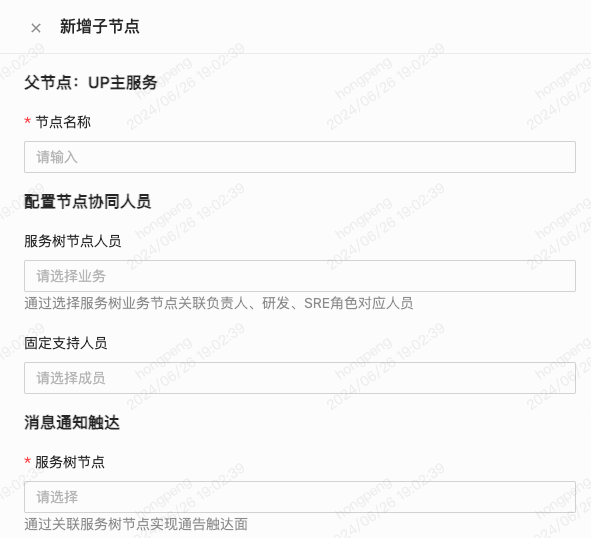 × 新增子节点
父节点：UP主服务
* 节点名称
请输入
配置节点协同人员
服务树节点人员
请选择业务
通过选择服务树业务节点关联负责人、研发、SRE角色对应人员
固定支持人员
请选择成员
消息通知触达
* 服务树节点
请选择
通过关联服务树节点实现通告触达面
hongpeng
2024/06/26 19:02:39